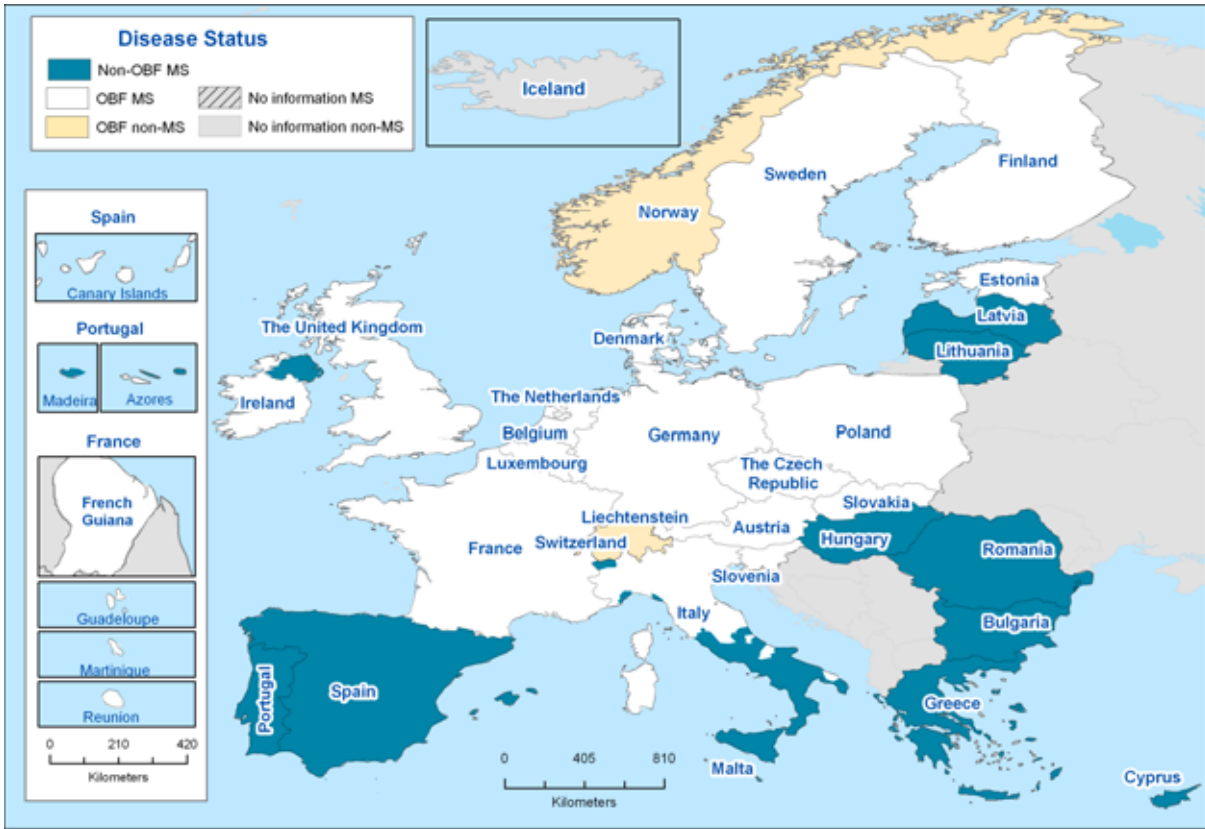 Disease Status
Non-OBF MS
OBF MS
No information MS
OBF non-MS
No information non-MS
Iceland
Finland
Sweden
Norway
Spain
Canary Islands
Estonia
Latvia
Portugal
The United Kingdom
Denmark
Lithuania
Madeira
Azores
Ireland
The Netherlands
Belgium
Germany
Poland
France
Luxembourg
The Czech
Republic
Slovakia
French
Guiana
Liechtenstein
Austria
Hungary
France
Switzerland
Romania
Slovenia
Guadeloupe
Italy
Bulgaria
Martinique
Portugal
Spain
Reunion
Greece
0 210 420
Kilometers
0 405 810
Kilometers
Malta
Cyprus